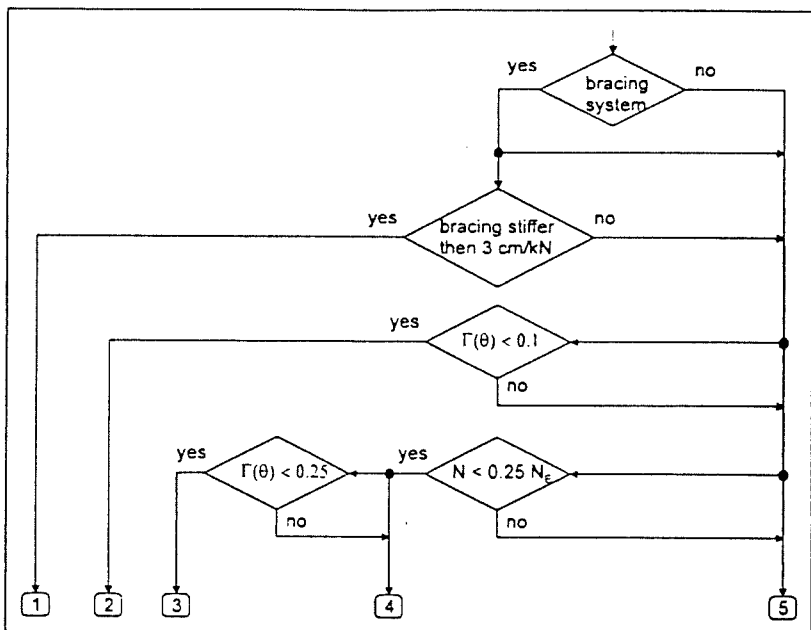 yes
no
bracing
system
yes
no
bracing stiffer
then 3 cm/kN
yes
Γ(θ) < 0.1
no
yes
Γ(θ) < 0.25
yes
N < 0.25 N_E
no
no
1
2
3
4
5